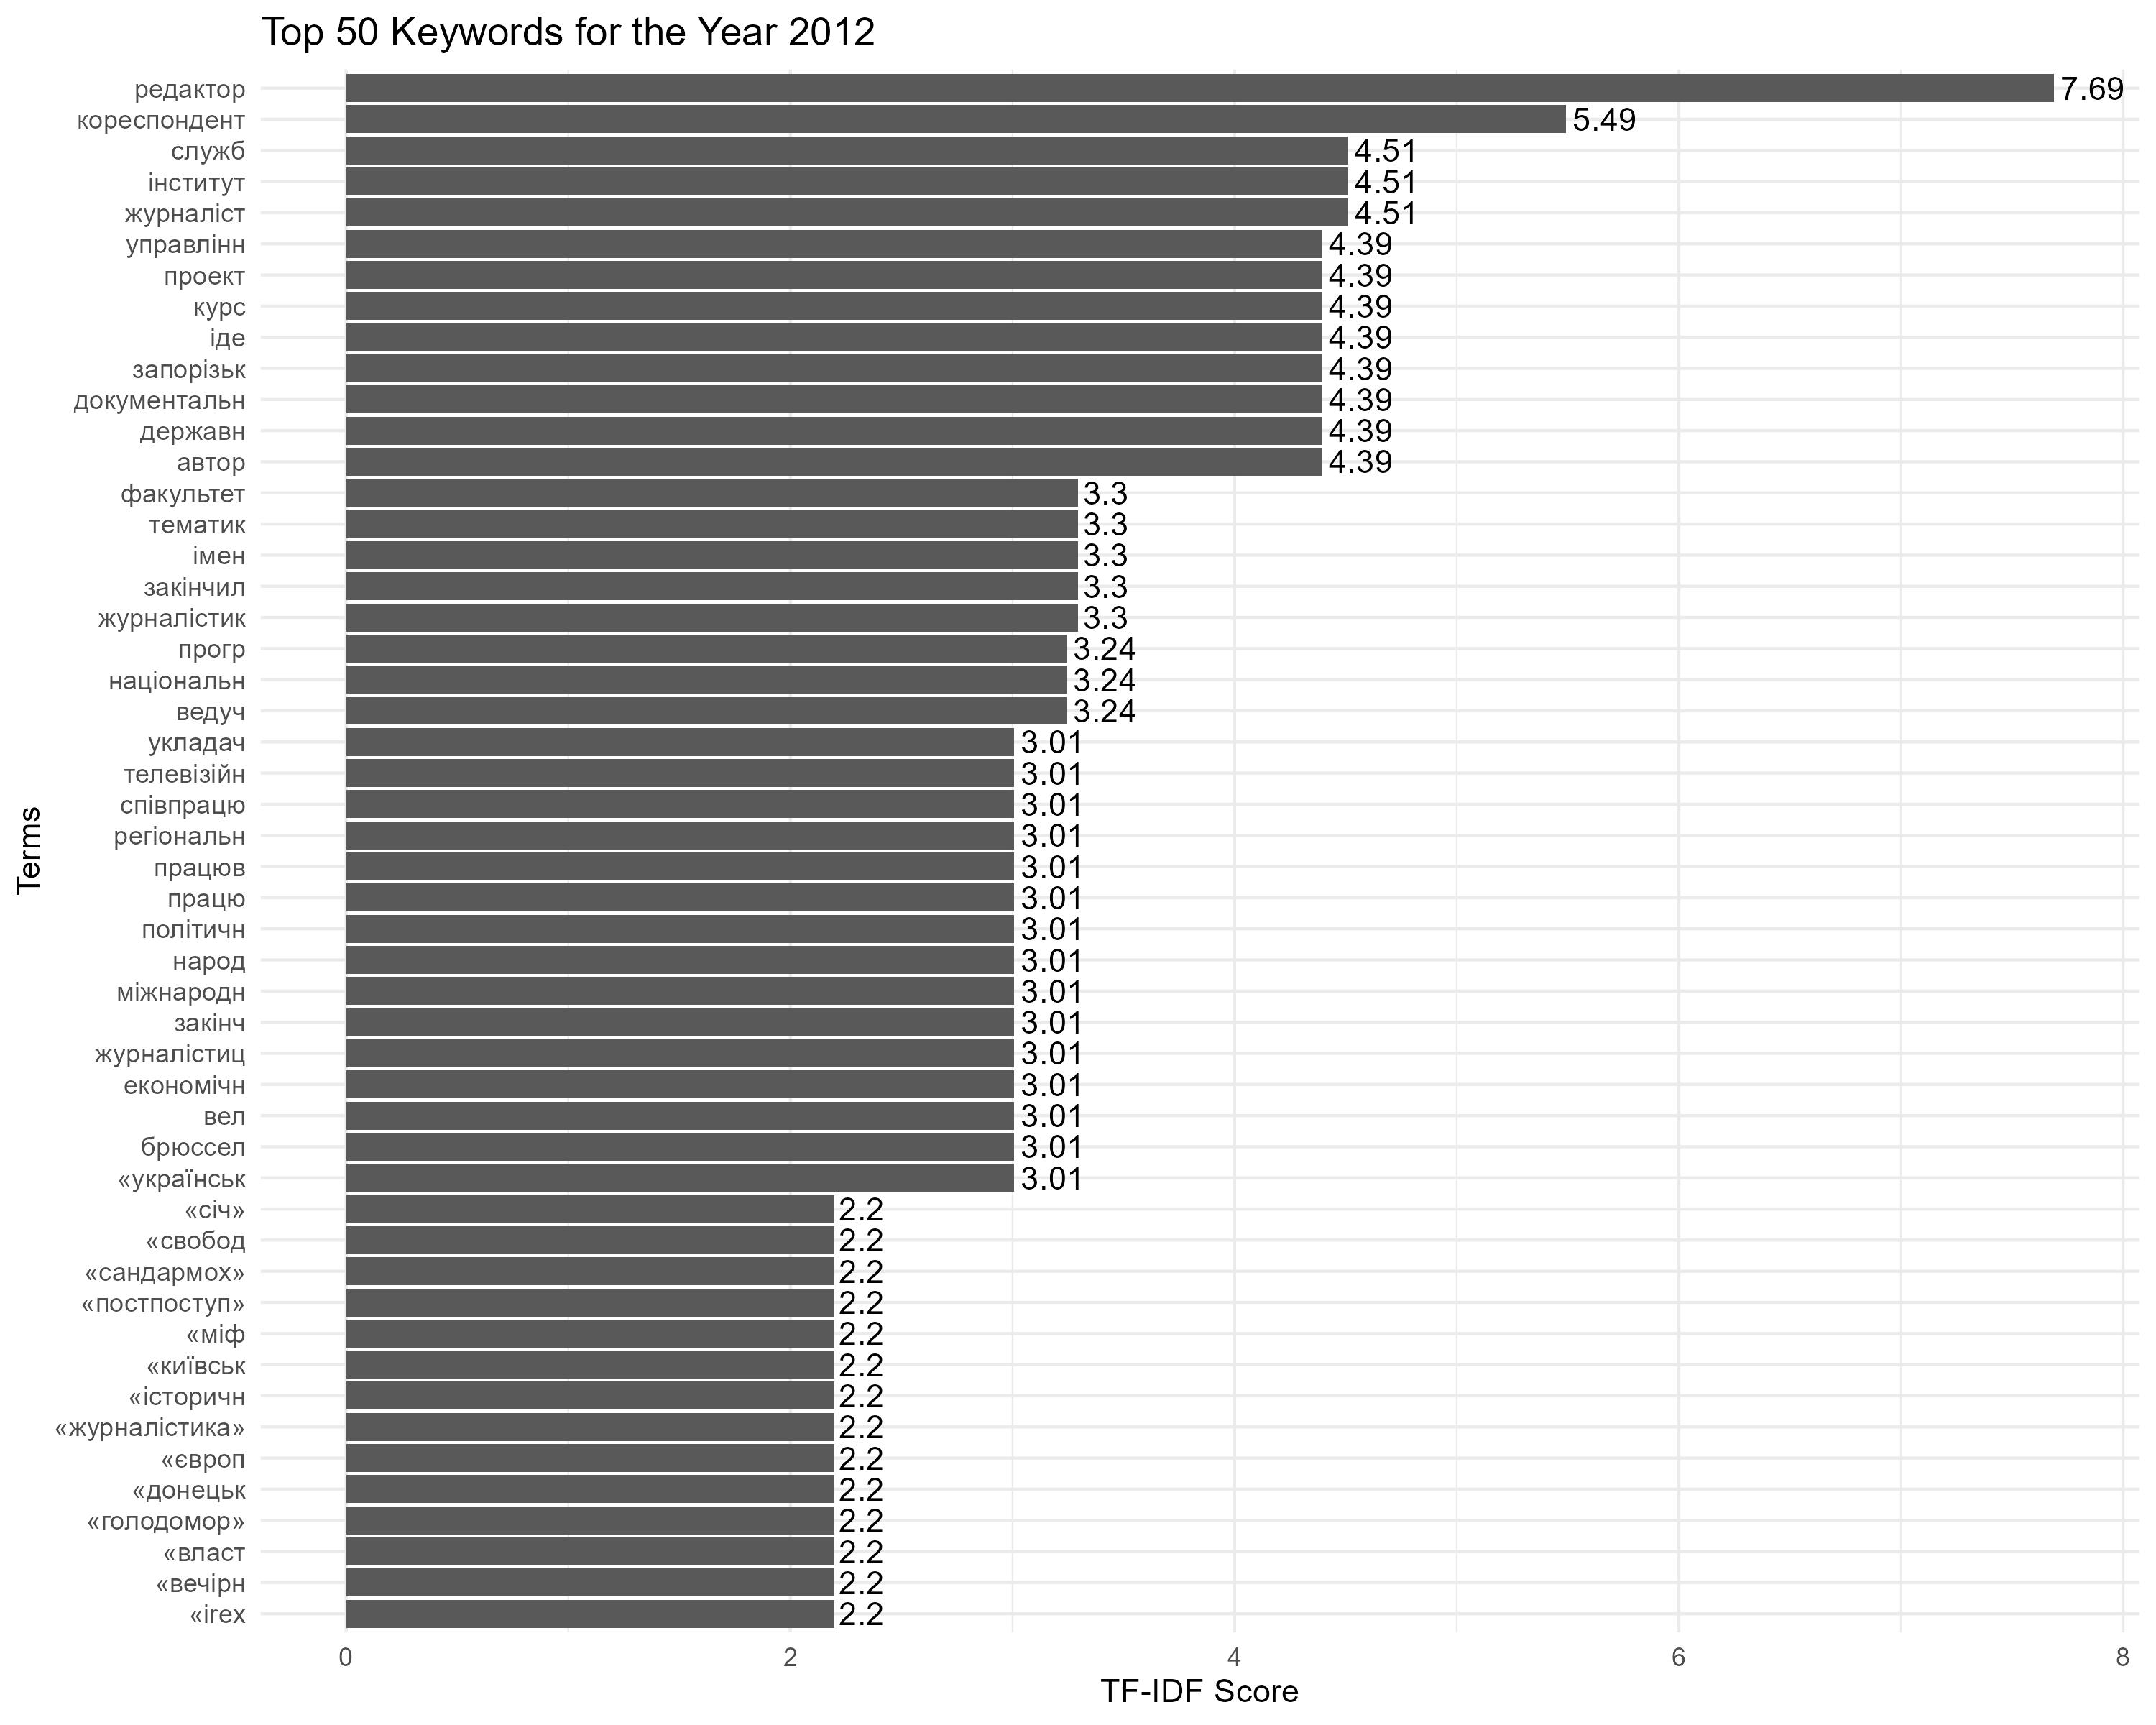 Top 50 Keywords for the Year 2012
редактор 7.69
кореспондент 5.49
служб 4.51
інститут 4.51
журналіст 4.51
управлінн 4.39
проект 4.39
курс 4.39
іде 4.39
запорізьк 4.39
документальн 4.39
державн 4.39
автор 4.39
факультет 3.3
тематик 3.3
імен 3.3
закінчил 3.3
журналістик 3.3
прогр 3.24
національн 3.24
ведуч 3.24
укладач 3.01
телевізійн 3.01
співпрацю 3.01
регіональн 3.01
працюв 3.01
працю 3.01
політичн 3.01
народ 3.01
міжнародн 3.01
закінч 3.01
журналістиц 3.01
економічн 3.01
вел 3.01
брюссел 3.01
«українськ 3.01
«січ» 2.2
«свобод 2.2
«сандармох» 2.2
«постпоступ» 2.2
«міф 2.2
«київськ 2.2
«історичн 2.2
«журналістика» 2.2
«європ 2.2
«донецьк 2.2
«голодомор» 2.2
«власт 2.2
«вечірн 2.2
«irex 2.2
0 2 4 6 8
TF-IDF Score
Terms